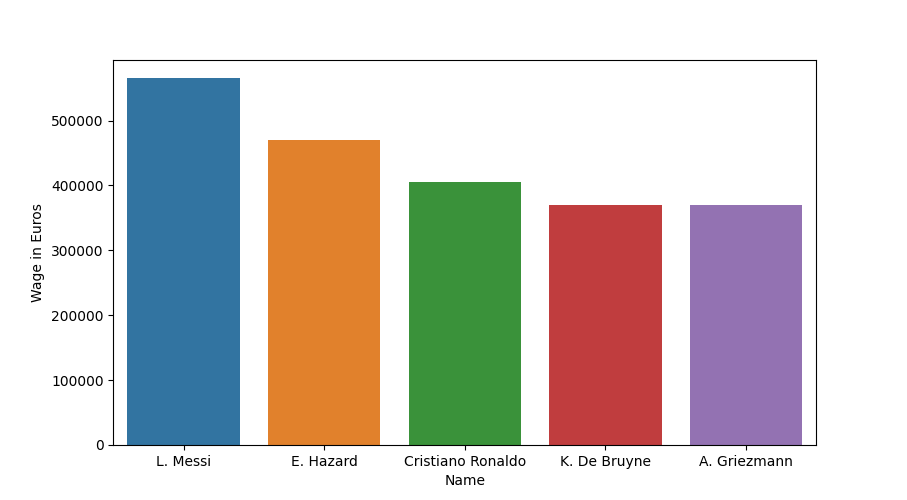 Wage in Euros
500000
400000
300000
200000
100000
0
L. Messi E. Hazard Cristiano Ronaldo K. De Bruyne A. Griezmann
Name